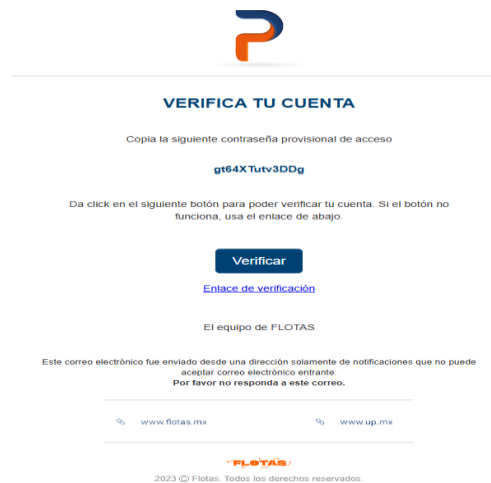 VERIFICA TU CUENTA
Copia la siguiente contraseña provisional de acceso
gt64XTutv3DDg
Da click en el siguiente botón para poder verificar tu cuenta. Si el botón no
funciona, usa el enlace de abajo.
Verificar
Enlace de verificación
El equipo de FLOTAS
Este correo electrónico fue enviado desde una dirección solamente de notificaciones que no puede
aceptar correo electrónico entrante.
Por favor no responda a este correo.
www.flotas.mx
www.up.mx
FLOTAS
2023 © Flotas. Todos los derechos reservados.